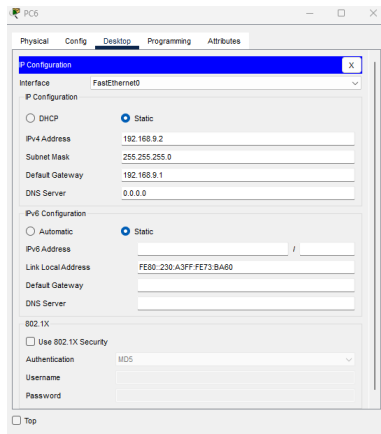 PC6
Physical Config Desktop Programming Attributes
IP Configuration X
Interface FastEthernet0
IP Configuration
DHCP Static
IPv4 Address 192.168.9.2
Subnet Mask 255.255.255.0
Default Gateway 192.168.9.1
DNS Server 0.0.0.0
IPv6 Configuration
Automatic Static
IPv6 Address /
Link Local Address FE80::230:A3FF:FE73:BA60
Default Gateway
DNS Server
802.1X
Use 802.1X Security
Authentication MD5
Username
Password
Top